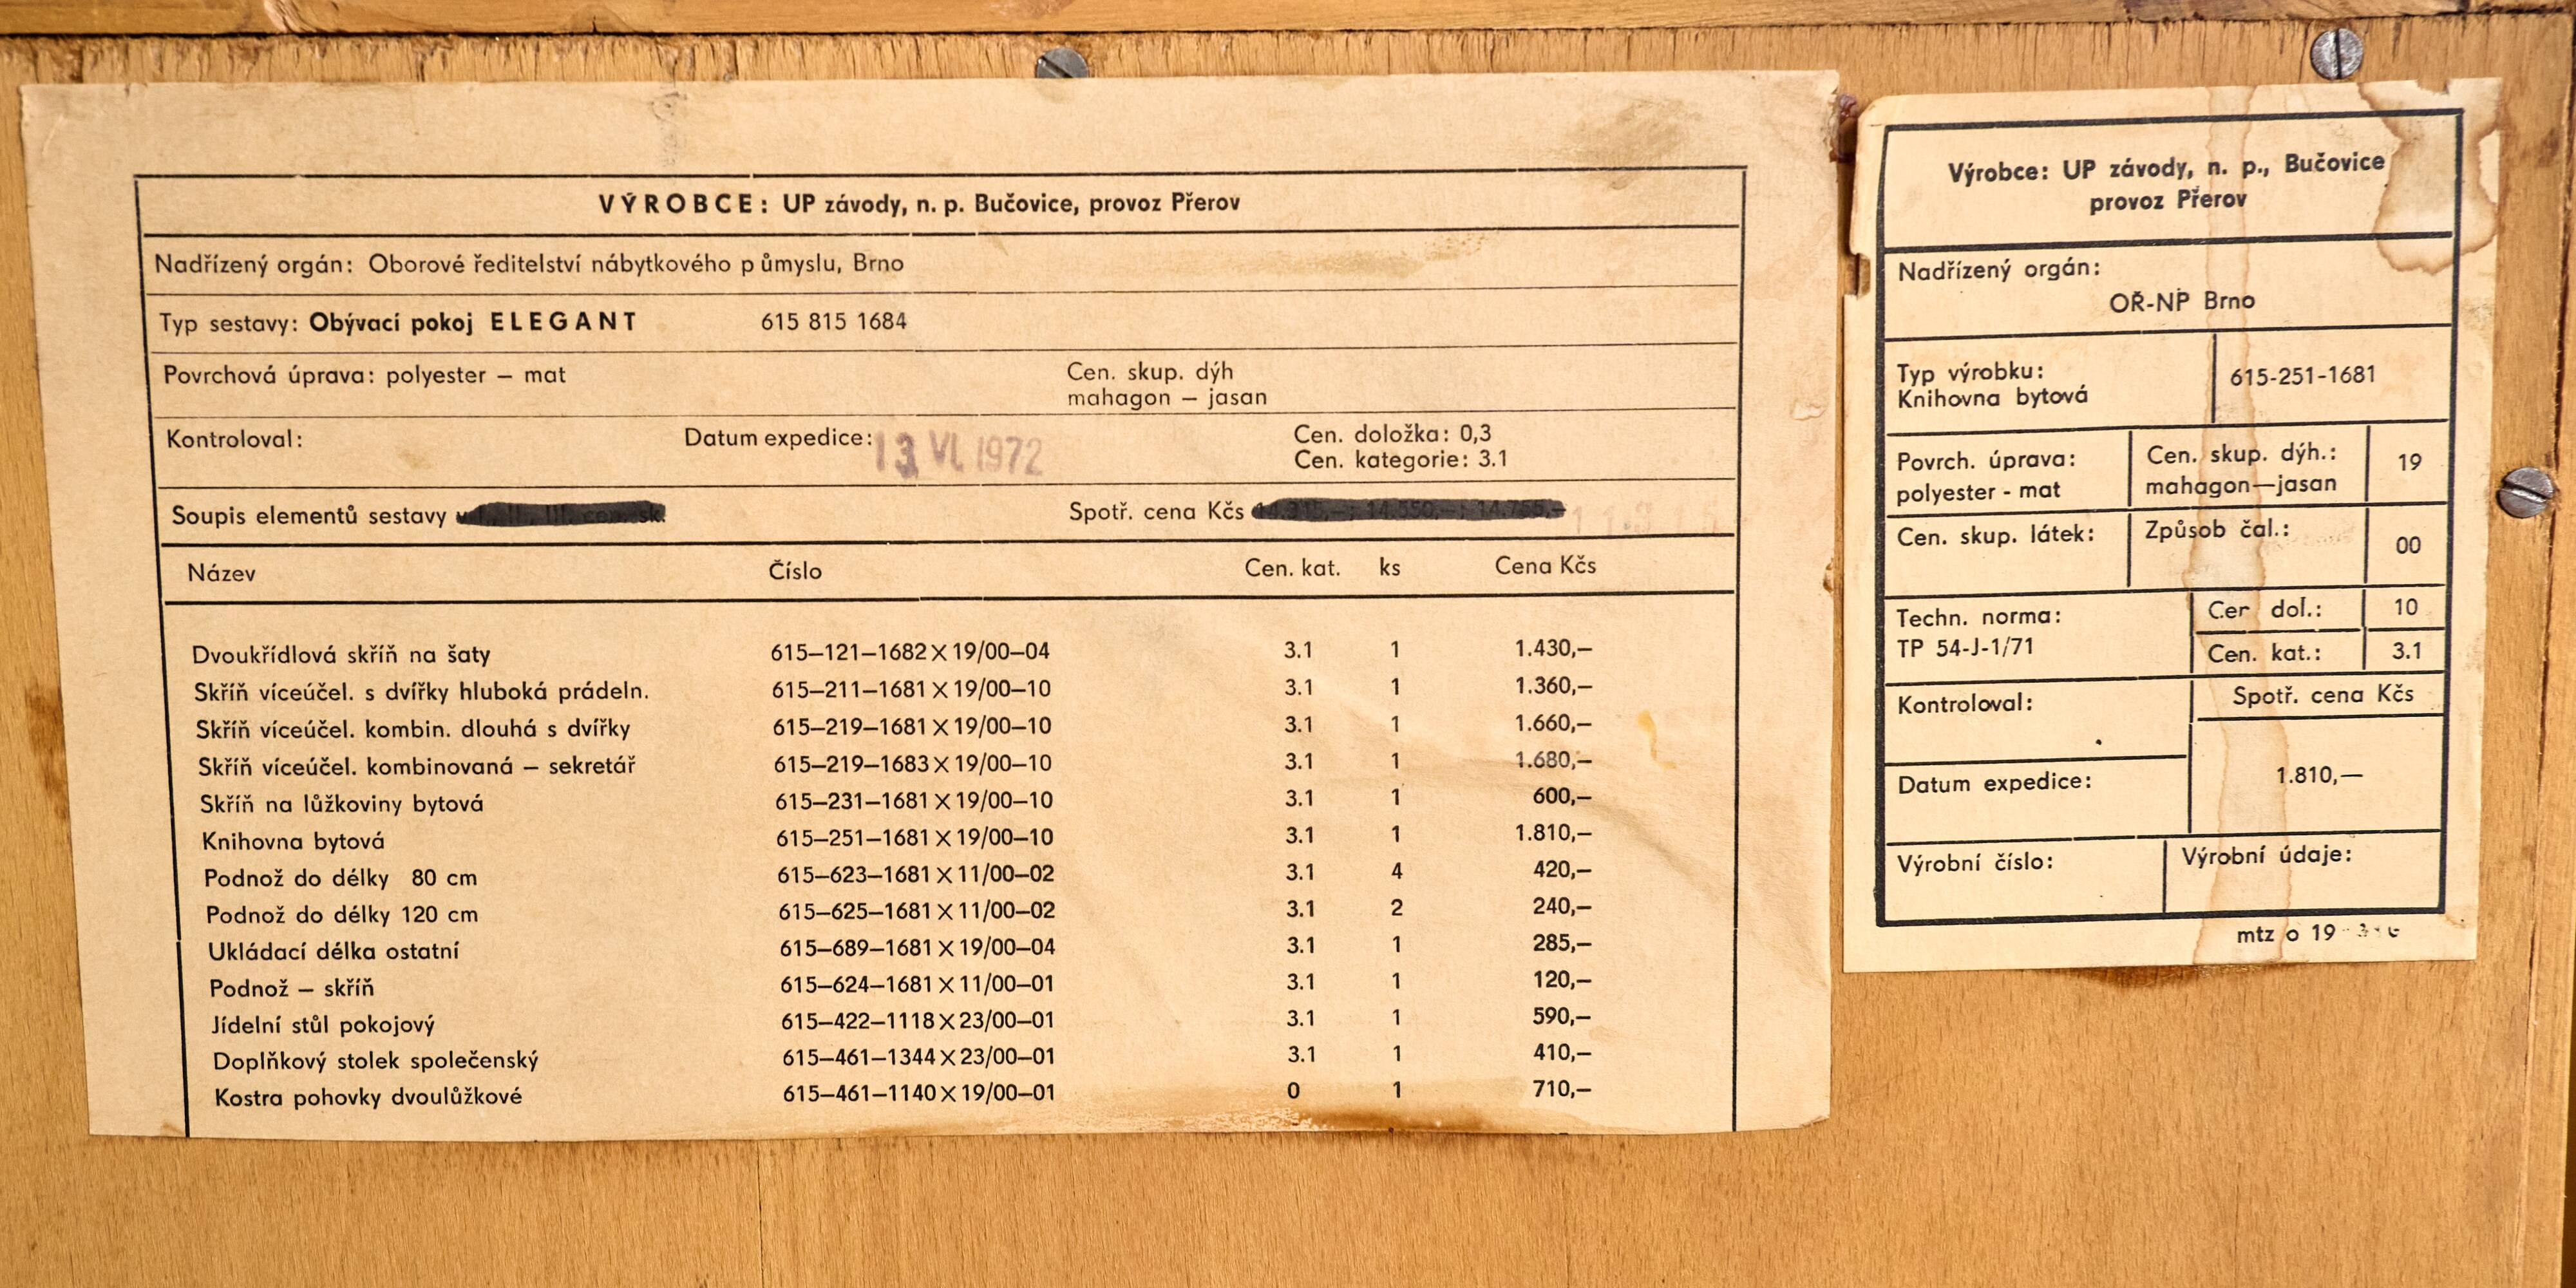 VÝROBCE: UP závody, n. p. Bučovice, provoz Přerov
Nadřízený orgán: Oborové ředitelství nábytkového p ůmyslu, Brno
Typ sestavy: Obývací pokoj ELEGANT 615 815 1684
Povrchová úprava: polyester – mat Cen. skup. dýh
mahagon – jasan
Kontroloval: Datum expedice: 13 VI. 1972 Cen. doložka: 0,3
Cen. kategorie: 3.1
Soupis elementů sestavy Spotř. cena Kčs
Název Číslo Cen. kat. ks Cena Kčs
Dvoukřídlová skříň na šaty 615–121–1682×19/00–04 3.1 1 1.430,–
Skříň víceúčel. s dvířky hluboká prádeln. 615–211–1681×19/00–10 3.1 1 1.360,–
Skříň víceúčel. kombin. dlouhá s dvířky 615–219–1681×19/00–10 3.1 1 1.660,–
Skříň víceúčel. kombinovaná – sekretář 615–219–1683×19/00–10 3.1 1 1.680,–
Skříň na lůžkoviny bytová 615–231–1681×19/00–10 3.1 1 600,–
Knihovna bytová 615–251–1681×19/00–10 3.1 1 1.810,–
Podnož do délky 80 cm 615–623–1681×11/00–02 3.1 4 420,–
Podnož do délky 120 cm 615–625–1681×11/00–02 3.1 2 240,–
Ukládací délka ostatní 615–689–1681×19/00–04 3.1 1 285,–
Podnož – skříň 615–624–1681×11/00–01 3.1 1 120,–
Jídelní stůl pokojový 615–422–1118×23/00–01 3.1 1 590,–
Doplňkový stolek společenský 615–461–1344×23/00–01 3.1 1 410,–
Kostra pohovky dvoulůžkové 615–461–1140×19/00–01 0 1 710,–
Výrobce: UP závody, n. p., Bučovice
provoz Přerov
Nadřízený orgán:
OŘ-NP Brno
Typ výrobku: 615-251-1681
Knihovna bytová
Povrch. úprava: Cen. skup. dýh.: 19
polyester - mat mahagon—jasan
Cen. skup. látek: Způsob čal.: 00
Techn. norma: Cer dol.: 10
TP 54-J-1/71 Cen. kat.: 3.1
Kontroloval: Spotř. cena Kčs
Datum expedice: 1.810,—
Výrobní číslo: Výrobní údaje:
mtz o 19